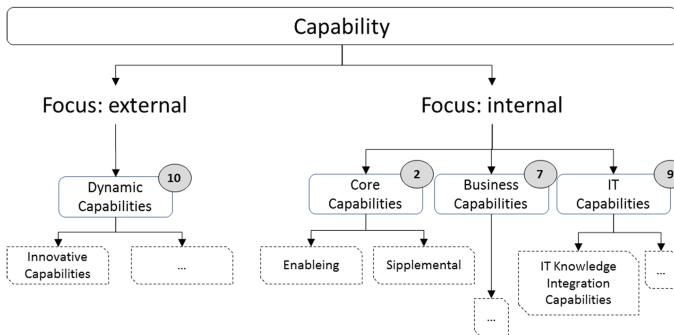 Capability
Focus: external
Focus: internal
10
2
7
9
Dynamic
Capabilities
Core
Capabilities
Business
Capabilities
IT
Capabilities
Innovative
Capabilities
...
Enableing
Sipplemental
...
IT Knowledge
Integration
Capabilities
...